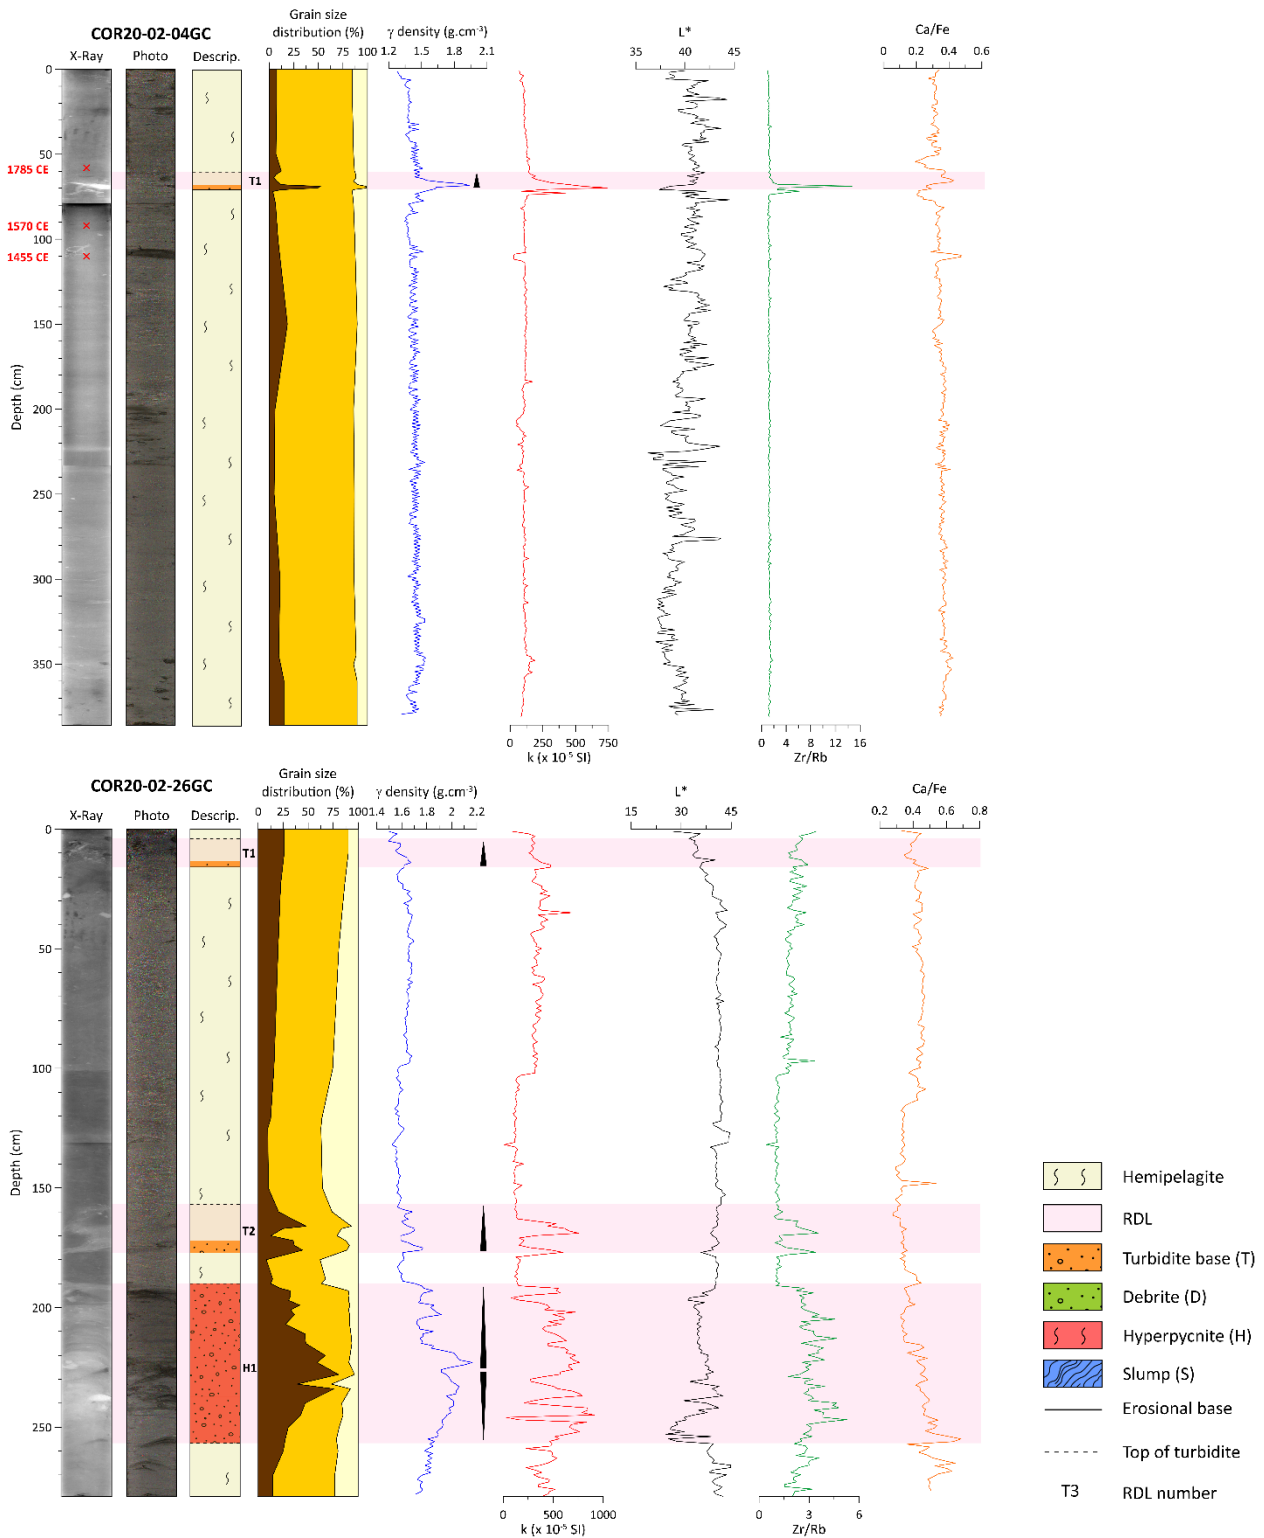 COR20-02-04GC
X-Ray
Photo
Descrip.
Grain size
distribution (%)
0 25 50 75 100
γ density (g.cm⁻³)
1.2 1.5 1.8 2.1
L*
35 40 45
Ca/Fe
0 0.2 0.4 0.6
0
50
100
150
200
250
300
350
Depth (cm)
1785 CE
1570 CE
1455 CE
T1
0 250 500 750
k (x 10⁻⁵ SI)
0 4 8 12 16
Zr/Rb
COR20-02-26GC
X-Ray
Photo
Descrip.
Grain size
distribution (%)
0 25 50 75 100
γ density (g.cm⁻³)
1.4 1.6 1.8 2 2.2
L*
15 30 45
Ca/Fe
0.2 0.4 0.6 0.8
0
50
100
150
200
250
Depth (cm)
T1
T2
H1
0 500 1000
k (x 10⁻⁵ SI)
0 3 6
Zr/Rb
Hemipelagite
RDL
Turbidite base (T)
Debrite (D)
Hyperpycnite (H)
Slump (S)
Erosional base
Top of turbidite
T3 RDL number